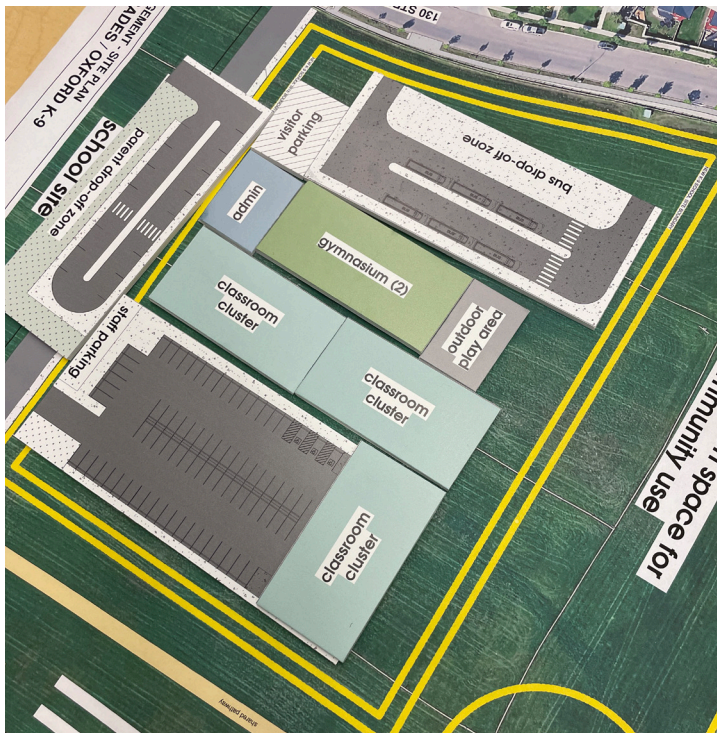 GEMENT - SITE PLAN
ADES / OXFORD K-9
130 ST
school site
parent drop-off zone
visitor
parking
bus drop-off zone
admin
gymnasium (2)
outdoor
play area
classroom
cluster
classroom
cluster
classroom
cluster
staff parking
space for
mmunity use
shared pathway